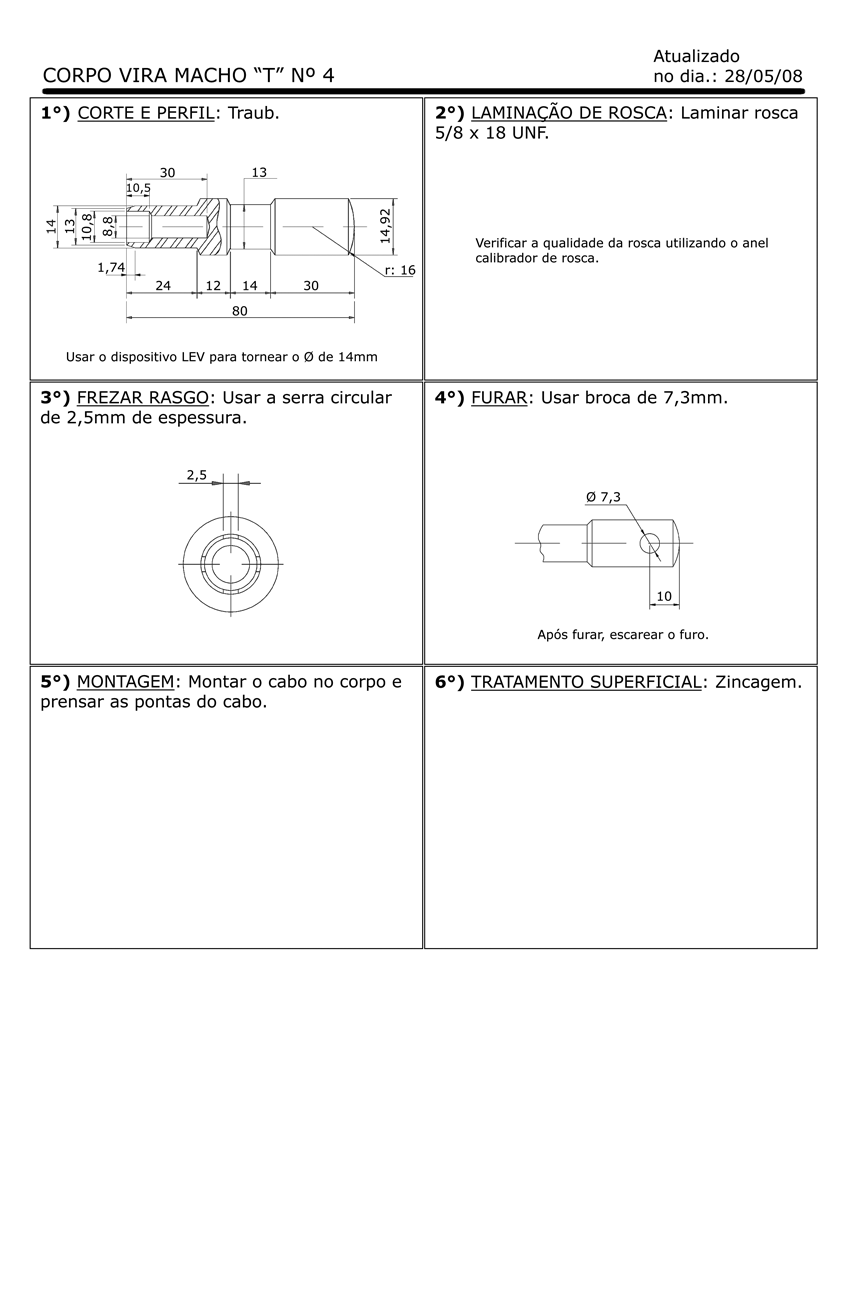 CORPO VIRA MACHO “T” Nº 4
Atualizado
no dia.: 28/05/08
1°) CORTE E PERFIL: Traub.
30
13
10,5
14
13
10,8
8,8
14,92
1,74
r: 16
24
12
14
30
80
Usar o dispositivo LEV para tornear o Ø de 14mm
2°) LAMINAÇÃO DE ROSCA: Laminar rosca
5/8 x 18 UNF.
Verificar a qualidade da rosca utilizando o anel
calibrador de rosca.
3°) FREZAR RASGO: Usar a serra circular
de 2,5mm de espessura.
2,5
4°) FURAR: Usar broca de 7,3mm.
Ø 7,3
10
Após furar, escarear o furo.
5°) MONTAGEM: Montar o cabo no corpo e
prensar as pontas do cabo.
6°) TRATAMENTO SUPERFICIAL: Zincagem.